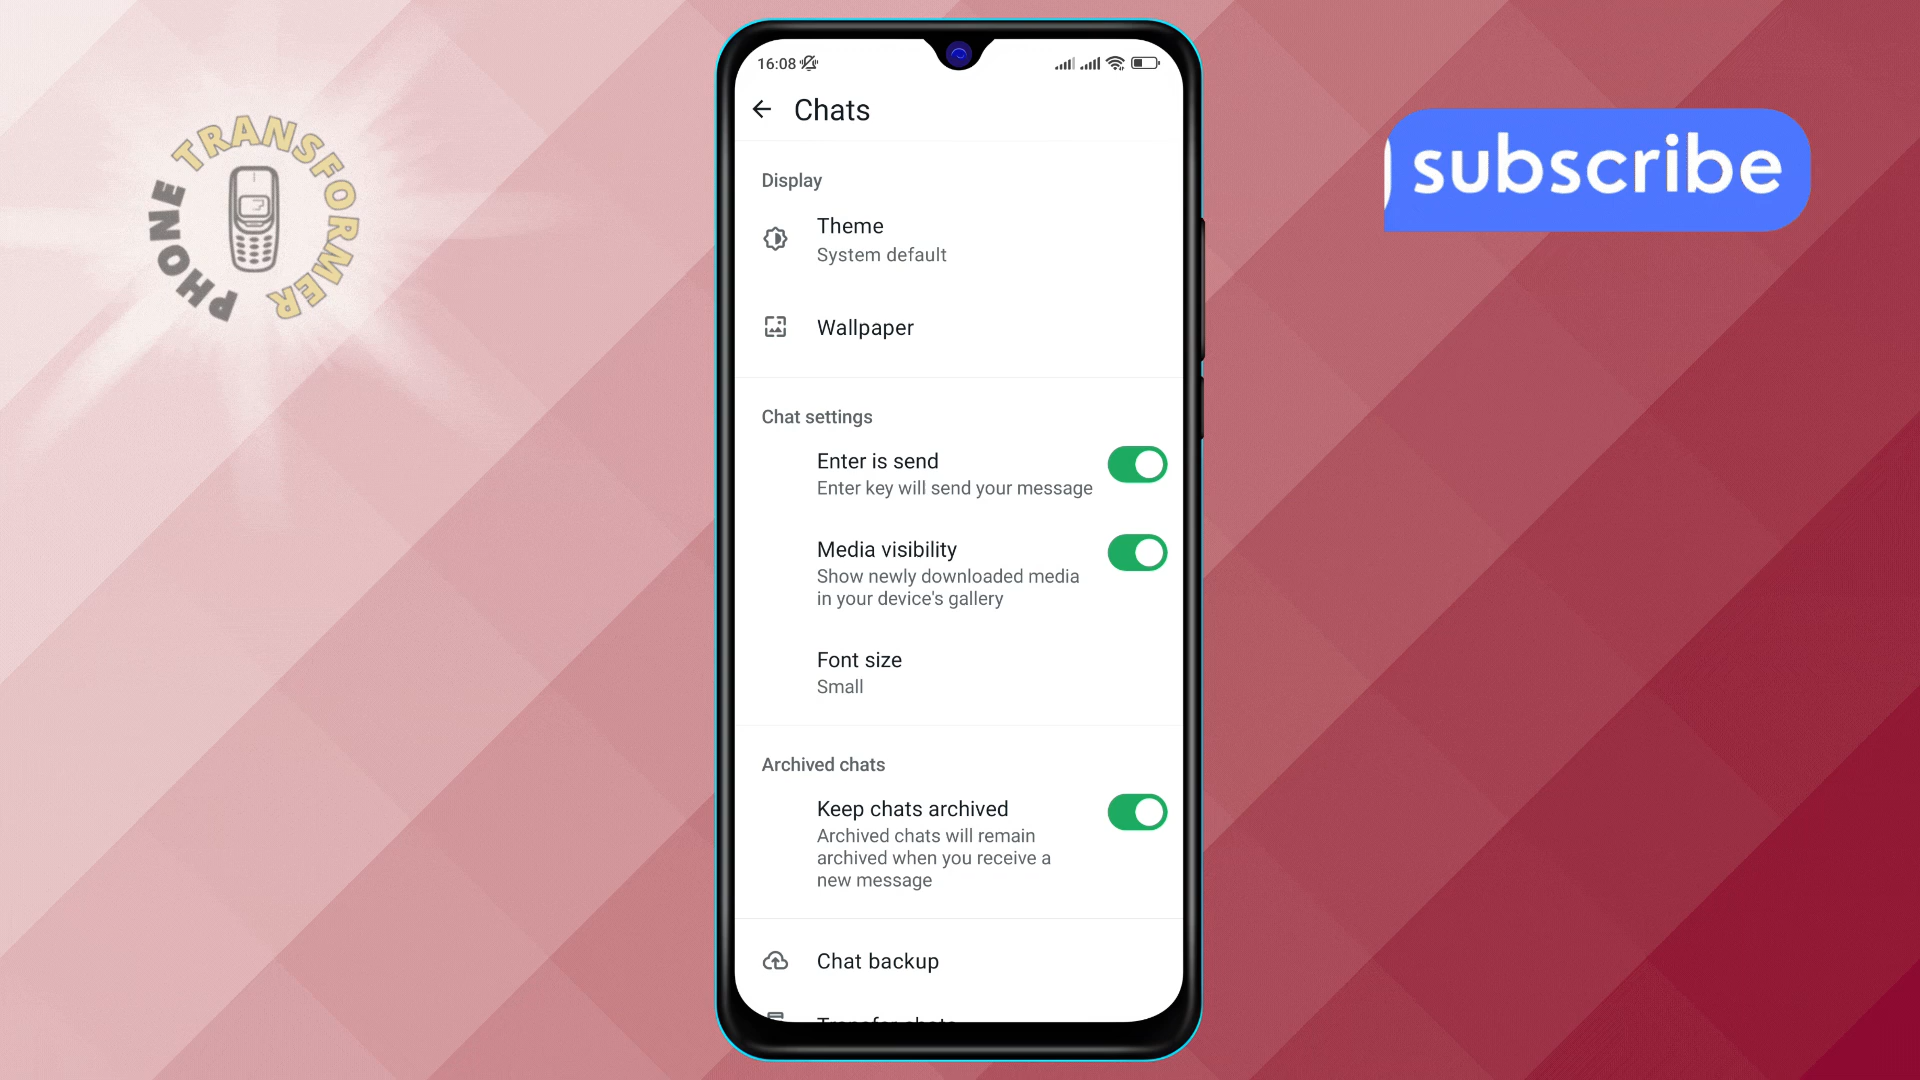 PHONE TRANSFORMER
16:08
Chats
Display
Theme
System default
Wallpaper
Chat settings
Enter is send
Enter key will send your message
Media visibility
Show newly downloaded media
in your device's gallery
Font size
Small
Archived chats
Keep chats archived
Archived chats will remain
archived when you receive a
new message
Chat backup
Transfer chats
subscribe